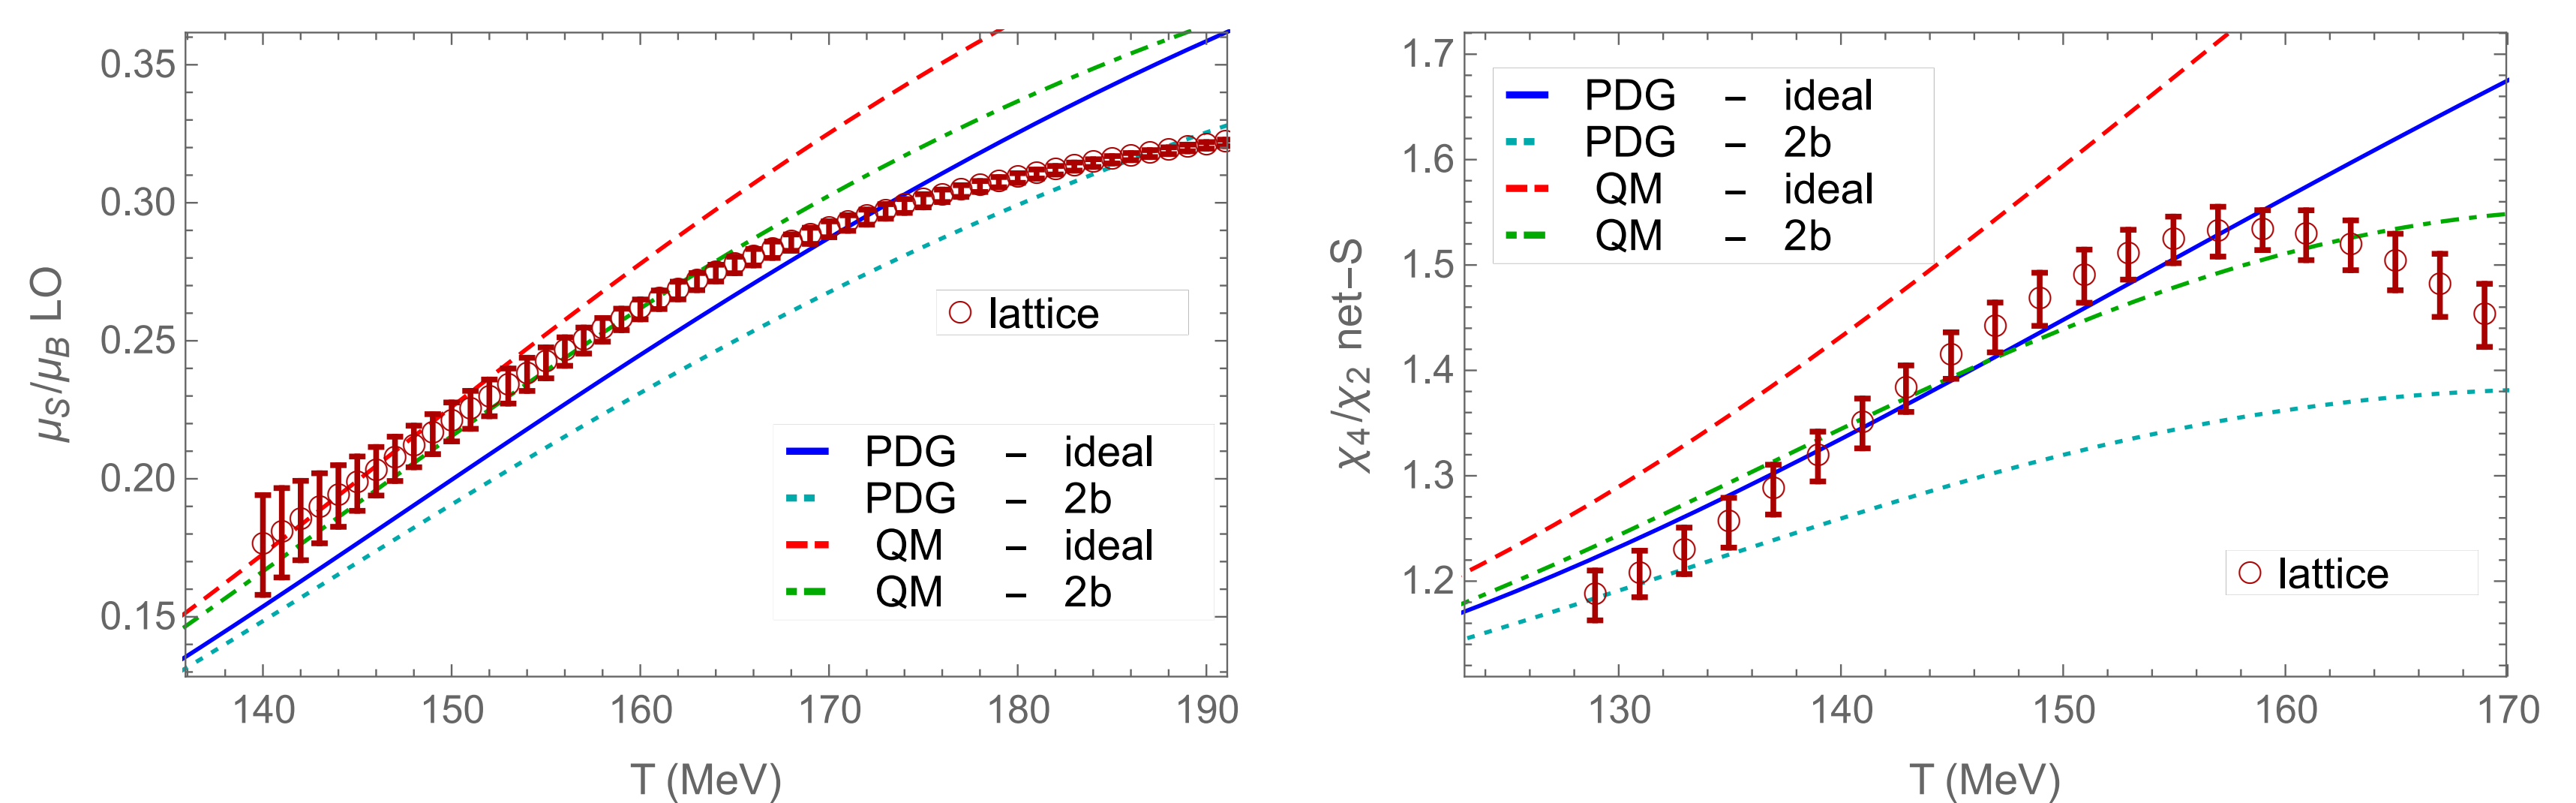 μS/μB LO
0.35
0.30
0.25
0.20
0.15
lattice
PDG – ideal
PDG – 2b
QM – ideal
QM – 2b
140 150 160 170 180 190
T (MeV)
χ4/χ2 net–S
1.7
1.6
1.5
1.4
1.3
1.2
PDG – ideal
PDG – 2b
QM – ideal
QM – 2b
lattice
130 140 150 160 170
T (MeV)